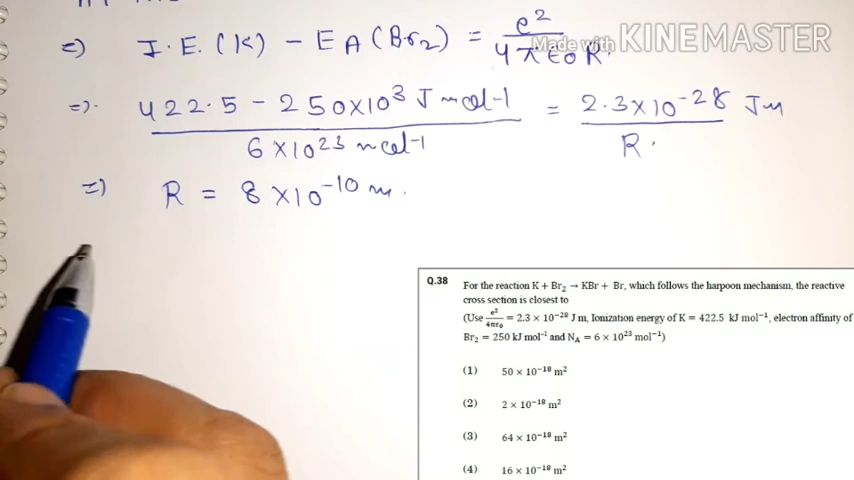 =) I.E.(K) - EA(Br2) = e2 / 4πϵ0R.
Made with KINEMASTER
=). 422.5 - 250×10^3 J mol-1 / 6×10^23 mol-1 = 2.3×10^-28 Jm / R.
=) R = 8×10^-10 m.
Q.38 For the reaction K + Br₂ → KBr + Br, which follows the harpoon mechanism, the reactive
cross section is closest to
(Use e²/4πε₀ = 2.3 × 10⁻²⁸ J m, Ionization energy of K = 422.5 kJ mol⁻¹, electron affinity of
Br₂ = 250 kJ mol⁻¹ and N_A = 6 × 10²³ mol⁻¹)
(1) 50 × 10⁻¹⁸ m²
(2) 2 × 10⁻¹⁸ m²
(3) 64 × 10⁻¹⁸ m²
(4) 16 × 10⁻¹⁸ m²